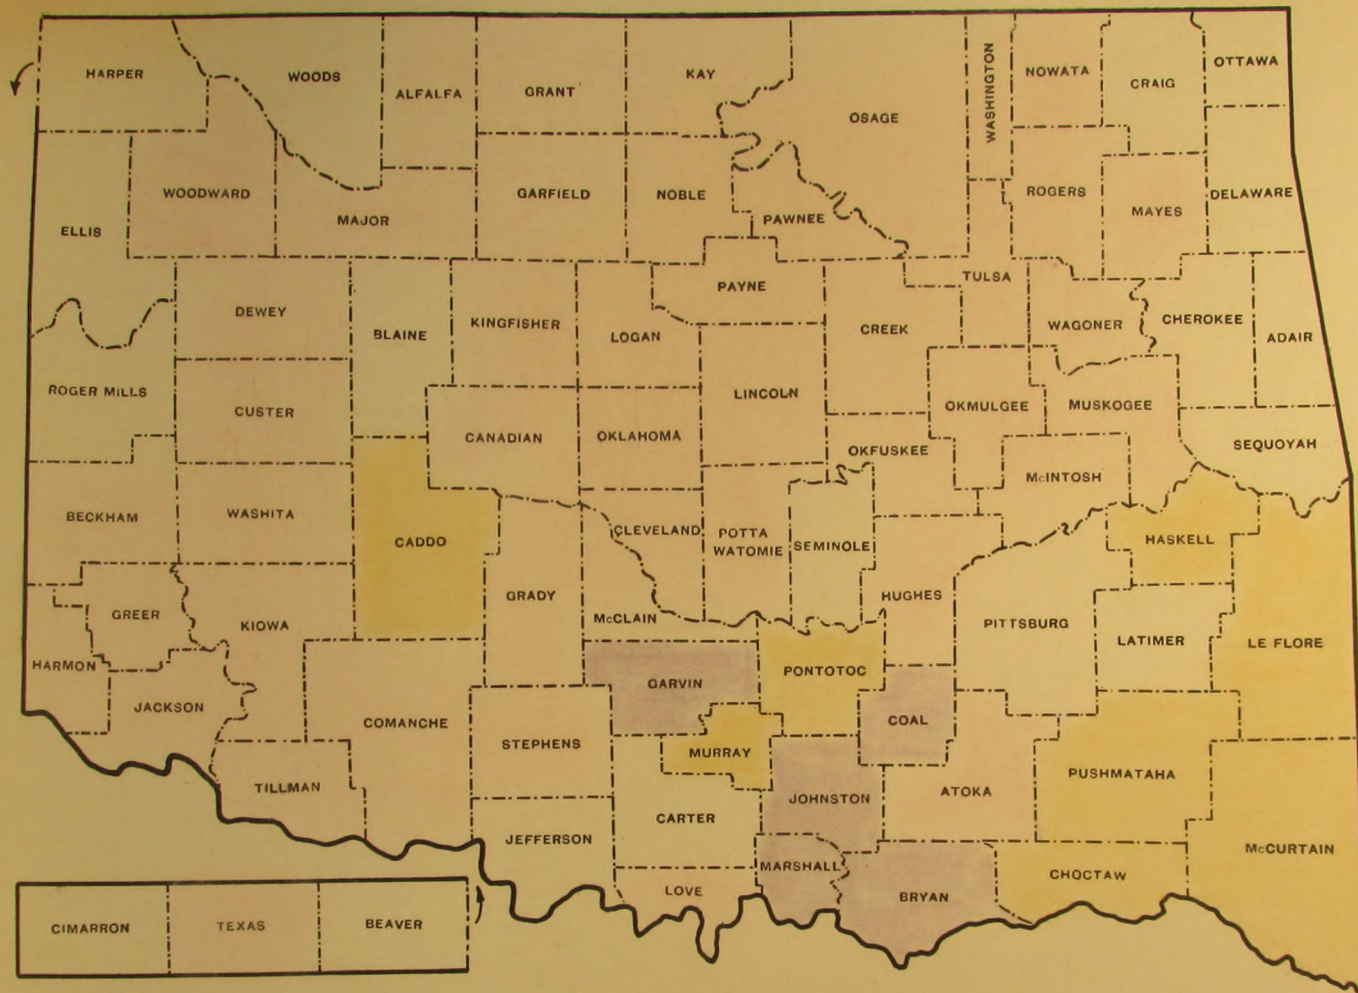 HARPER
WOODS
ALFALFA
GRANT
KAY
OSAGE
WASHINGTON
NOWATA
CRAIG
OTTAWA
WOODWARD
MAJOR
GARFIELD
NOBLE
PAWNEE
ROGERS
MAYES
DELAWARE
ELLIS
DEWEY
BLAINE
KINGFISHER
LOGAN
PAYNE
CREEK
TULSA
WAGONER
CHEROKEE
ADAIR
ROGER MILLS
CUSTER
CANADIAN
OKLAHOMA
LINCOLN
OKFUSKEE
OKMULGEE
MUSKOGEE
SEQUOYAH
BECKHAM
WASHITA
CADDO
CLEVELAND
POTTA
WATOMIE
SEMINOLE
McINTOSH
HASKELL
GREER
KIOWA
GRADY
McCLAIN
HUGHES
PITTSBURG
LATIMER
LE FLORE
HARMON
JACKSON
COMANCHE
GARVIN
PONTOTOC
COAL
TILLMAN
STEPHENS
MURRAY
JOHNSTON
ATOKA
PUSHMATAHA
JEFFERSON
CARTER
McCURTAIN
LOVE
MARSHALL
BRYAN
CHOCTAW
CIMARRON
TEXAS
BEAVER